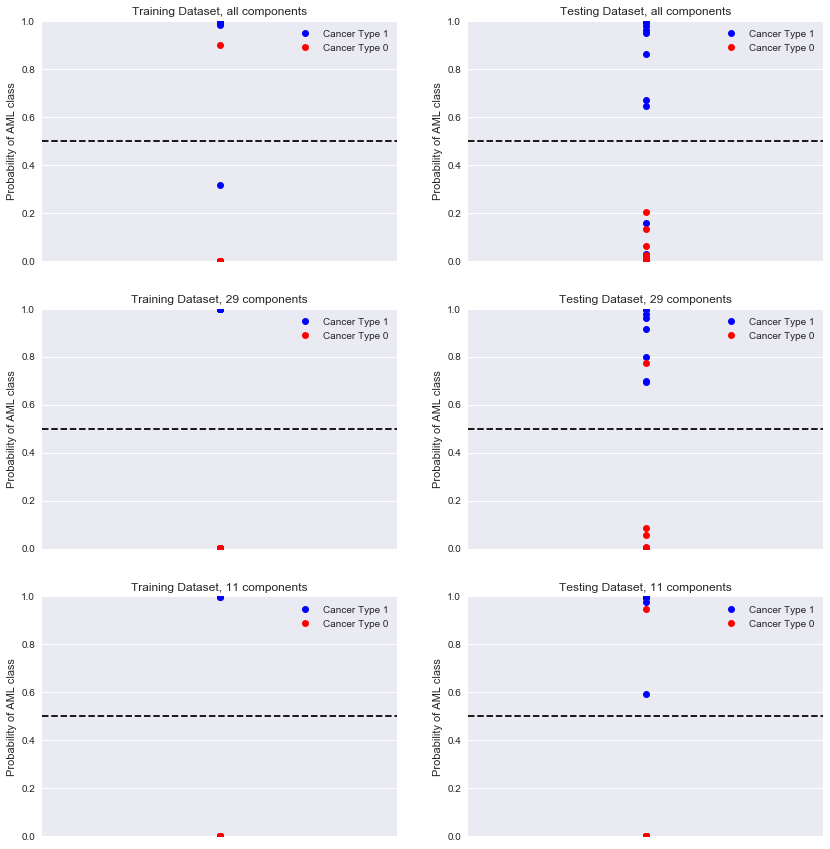 Training Dataset, all components
Probability of AML class
1.0
0.8
0.6
0.4
0.2
0.0
Cancer Type 1
Cancer Type 0
Testing Dataset, all components
Probability of AML class
1.0
0.8
0.6
0.4
0.2
0.0
Cancer Type 1
Cancer Type 0
Training Dataset, 29 components
Probability of AML class
1.0
0.8
0.6
0.4
0.2
0.0
Cancer Type 1
Cancer Type 0
Testing Dataset, 29 components
Probability of AML class
1.0
0.8
0.6
0.4
0.2
0.0
Cancer Type 1
Cancer Type 0
Training Dataset, 11 components
Probability of AML class
1.0
0.8
0.6
0.4
0.2
0.0
Cancer Type 1
Cancer Type 0
Testing Dataset, 11 components
Probability of AML class
1.0
0.8
0.6
0.4
0.2
0.0
Cancer Type 1
Cancer Type 0